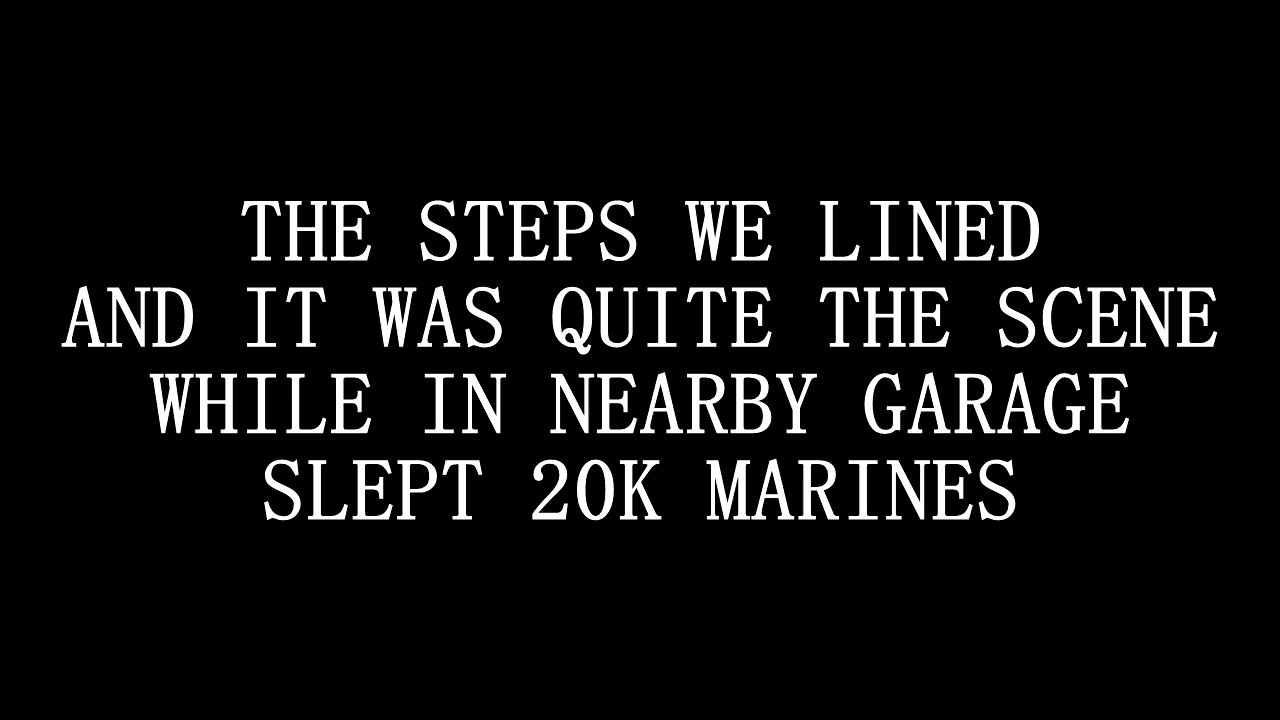 THE STEPS WE LINED
AND IT WAS QUITE THE SCENE
WHILE IN NEARBY GARAGE
SLEPT 20K MARINES